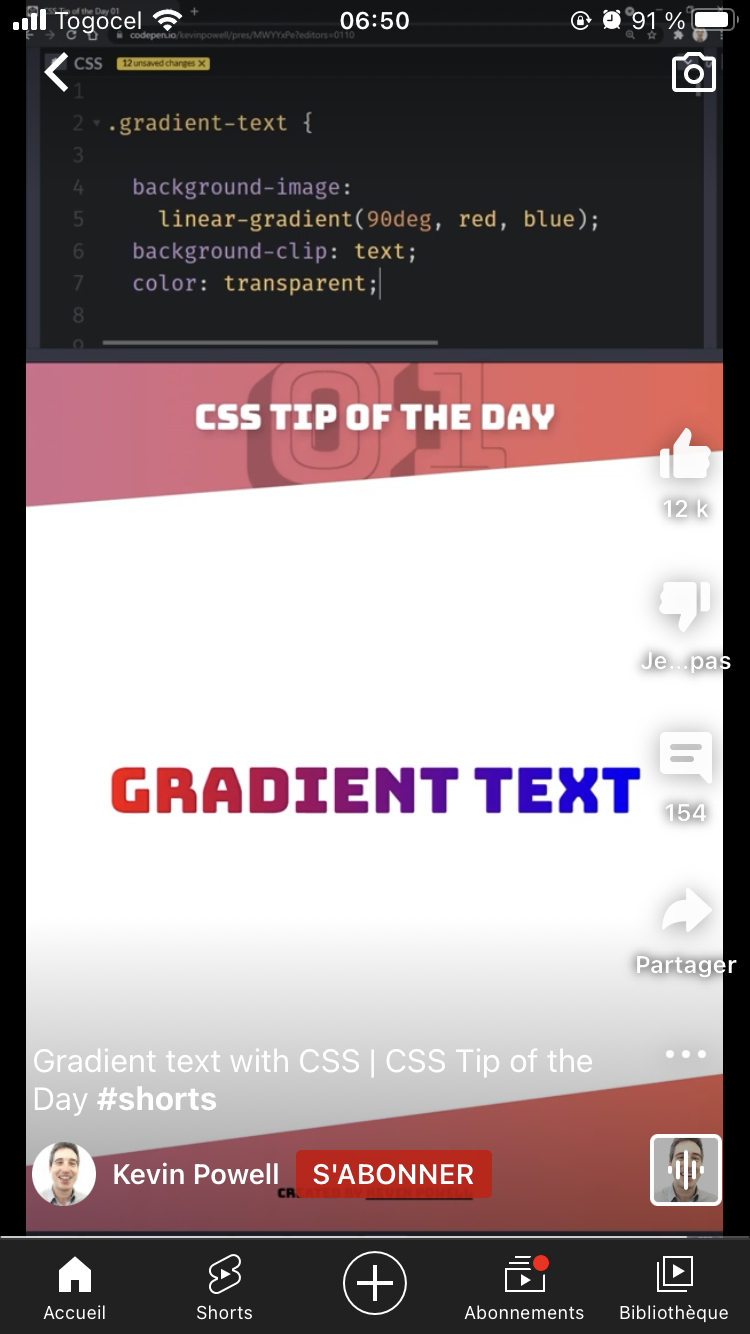 Togocel 06:50 91 %
CSS Tip of the Day 01
codepen.io/kevinpowell/pres/MWYYxPe?editors=0110
CSS 12 unsaved changes X
1
2 .gradient-text {
3
4 background-image:
5 linear-gradient(90deg, red, blue);
6 background-clip: text;
7 color: transparent;
8
9
01
CSS TIP OF THE DAY
12 k
Je...pas
GRADIENT TEXT
154
Partager
Gradient text with CSS | CSS Tip of the
Day #shorts
Kevin Powell S'ABONNER
CREATED BY KEVIN POWELL
Accueil Shorts Abonnements Bibliothèque